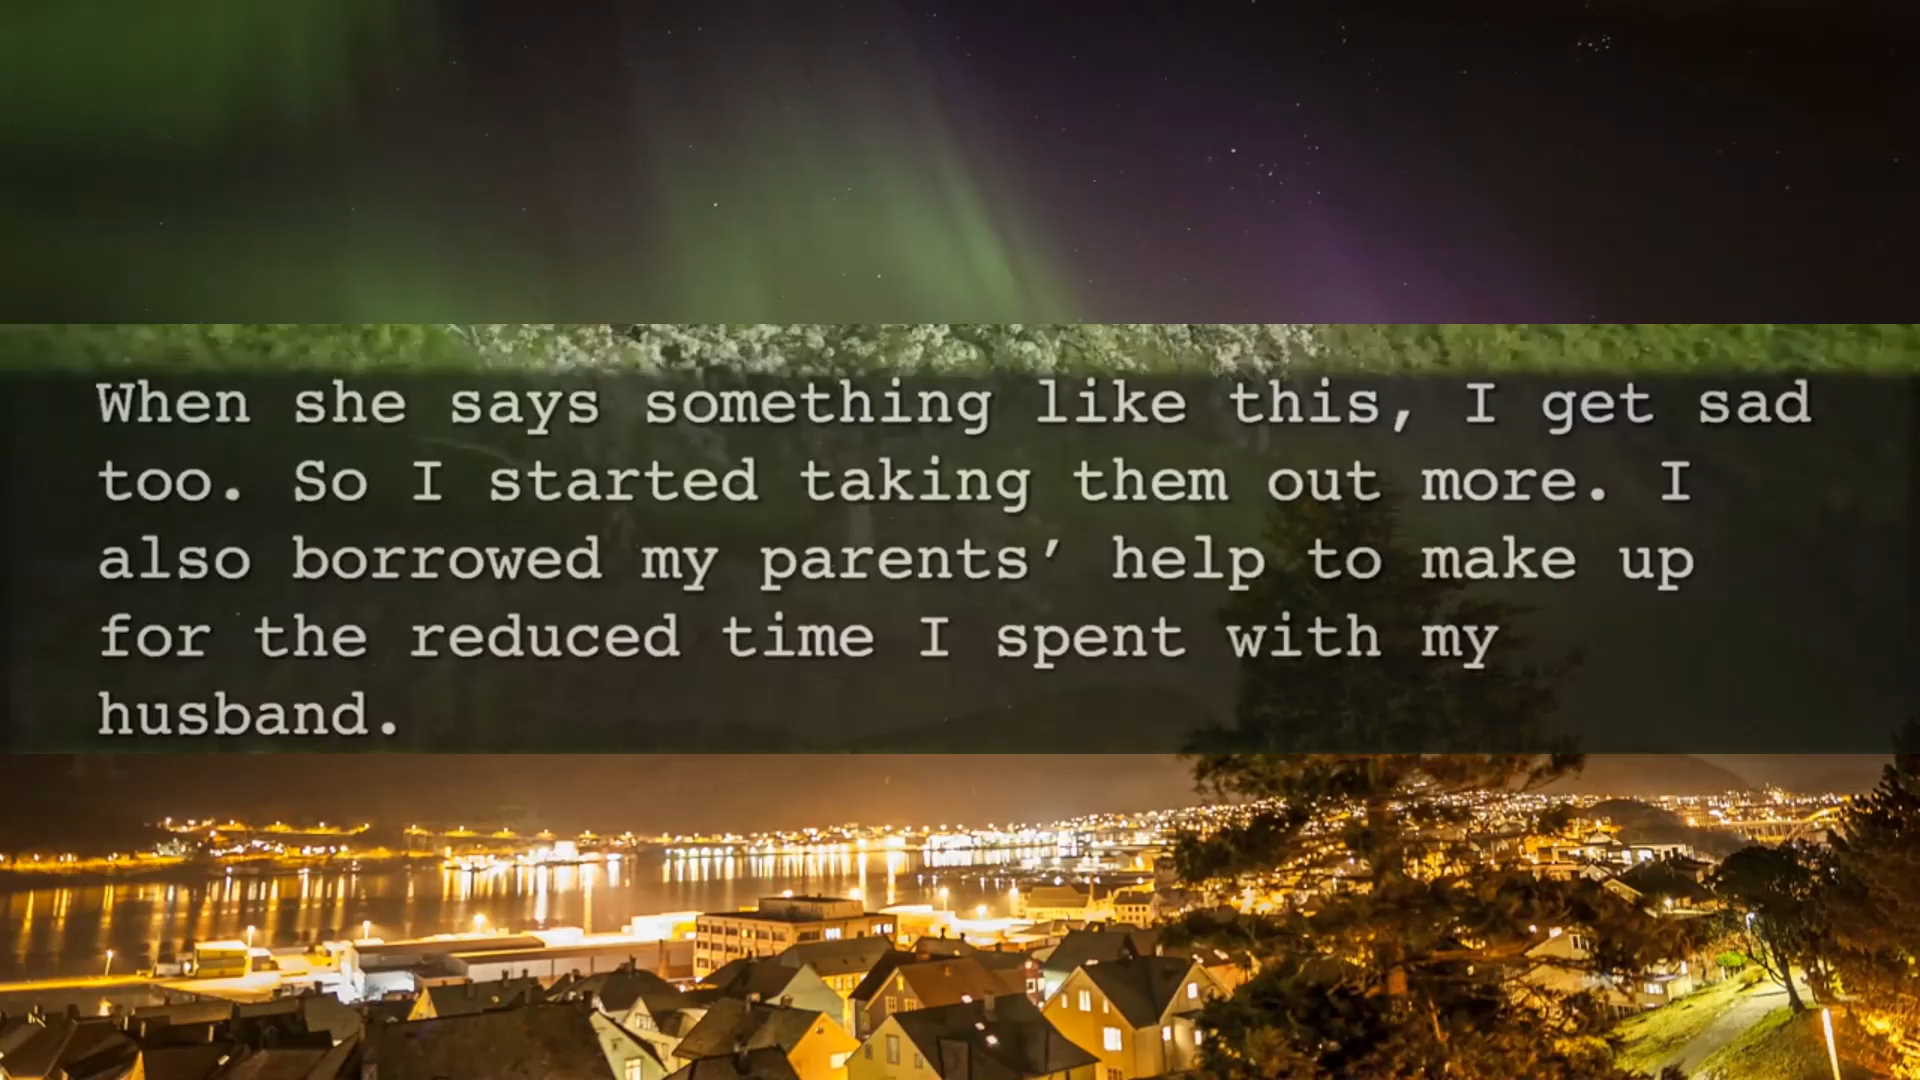 When she says something like this, I get sad
too. So I started taking them out more. I
also borrowed my parents’ help to make up
for the reduced time I spent with my
husband.